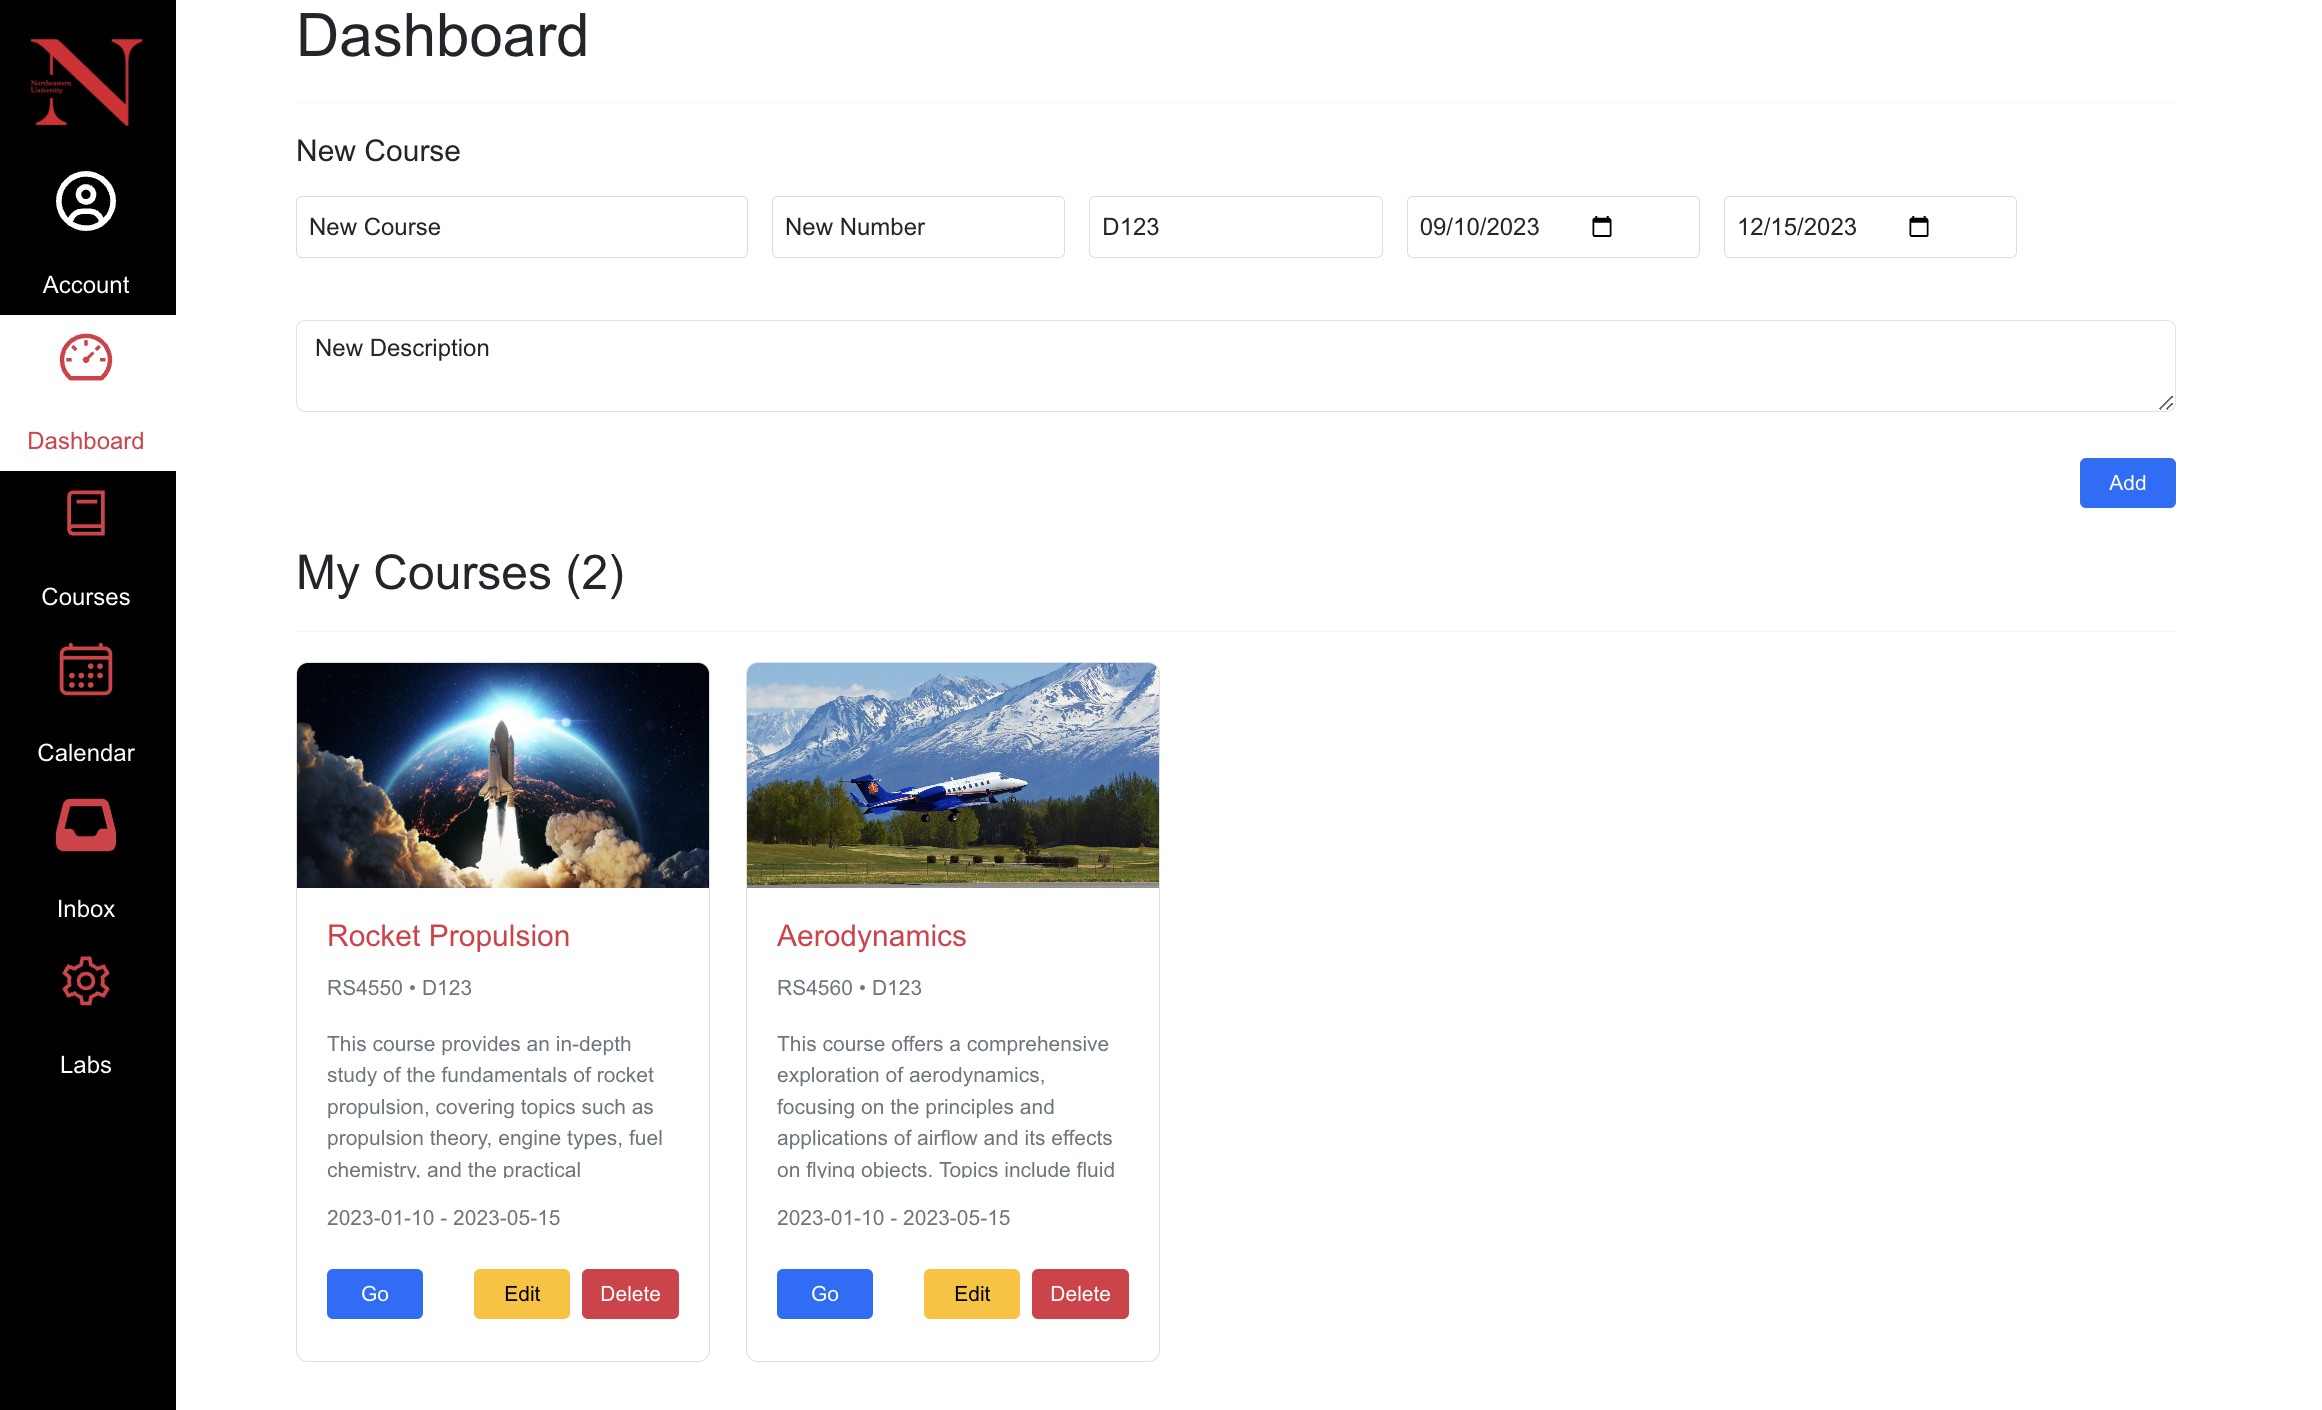 Northeastern
University
Account
Dashboard
Courses
Calendar
Inbox
Labs
Dashboard
New Course
New Course
New Number
D123
09/10/2023
12/15/2023
New Description
Add
My Courses (2)
Rocket Propulsion
RS4550 • D123
This course provides an in-depth
study of the fundamentals of rocket
propulsion, covering topics such as
propulsion theory, engine types, fuel
chemistry, and the practical
2023-01-10 - 2023-05-15
Go
Edit
Delete
Aerodynamics
RS4560 • D123
This course offers a comprehensive
exploration of aerodynamics,
focusing on the principles and
applications of airflow and its effects
on flying objects. Topics include fluid
2023-01-10 - 2023-05-15
Go
Edit
Delete